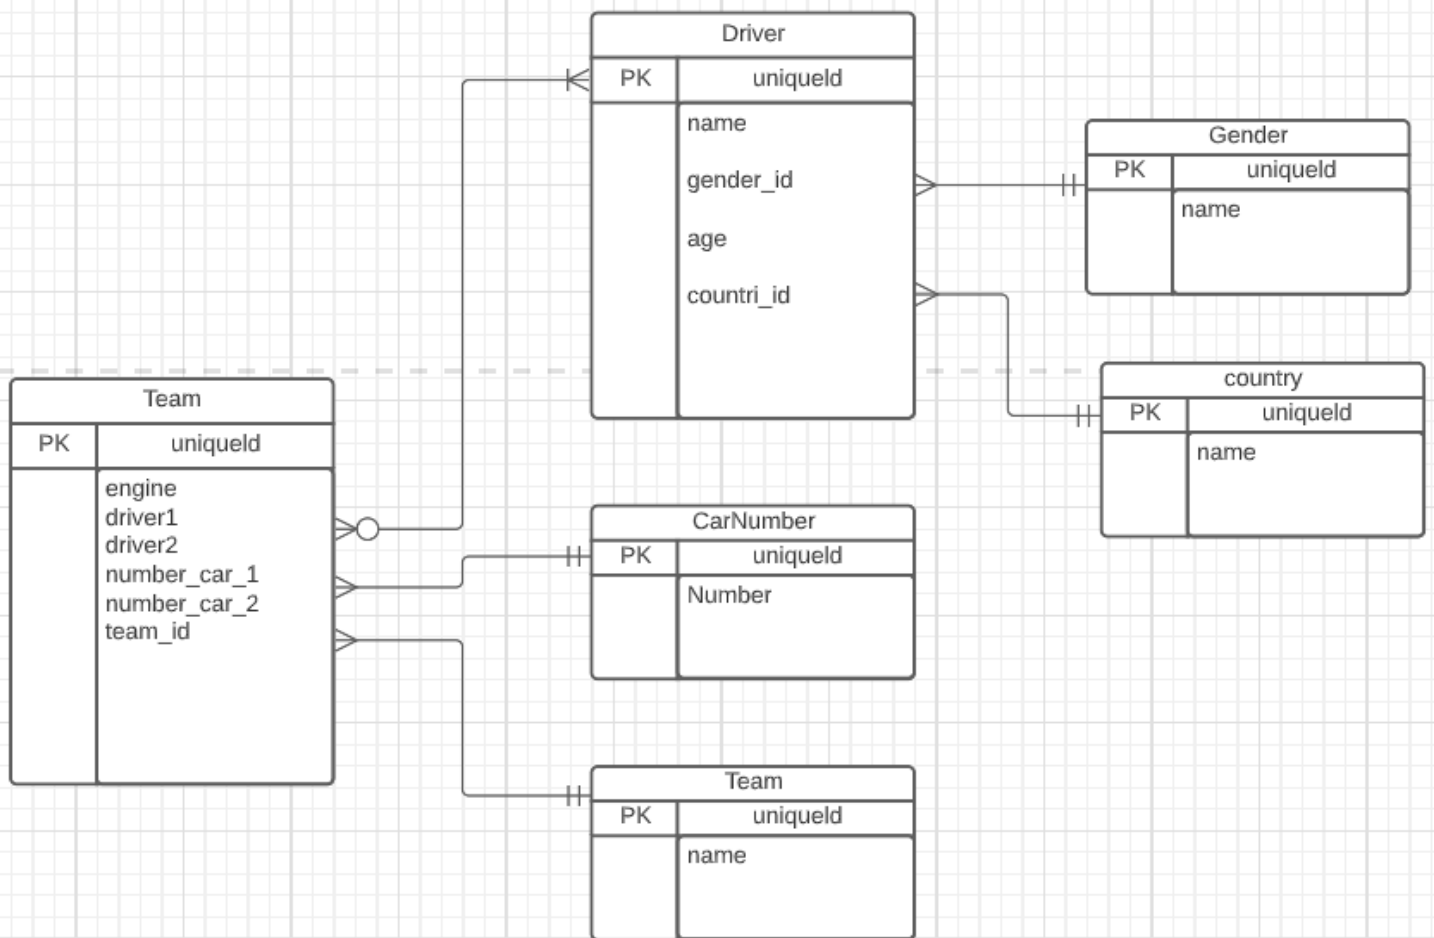 Driver
PK uniqueId
name
gender_id
age
countri_id
Gender
PK uniqueId
name
country
PK uniqueId
name
Team
PK uniqueId
engine
driver1
driver2
number_car_1
number_car_2
team_id
CarNumber
PK uniqueId
Number
Team
PK uniqueId
name